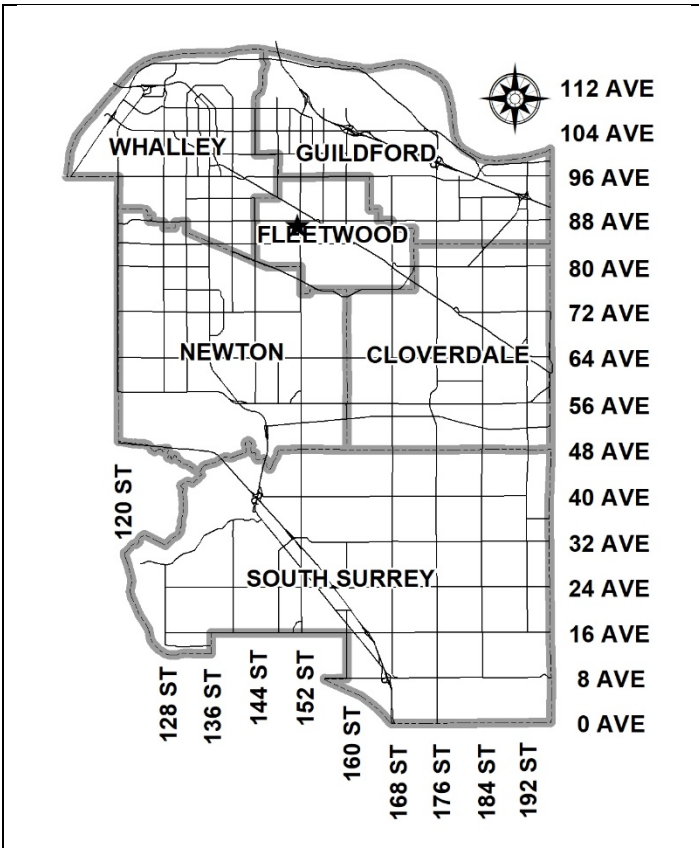 112 AVE
104 AVE
WHALLEY
GUILDFORD
96 AVE
88 AVE
FLEETWOOD
80 AVE
72 AVE
NEWTON
CLOVERDALE
64 AVE
56 AVE
48 AVE
120 ST
40 AVE
32 AVE
SOUTH SURREY
24 AVE
16 AVE
8 AVE
0 AVE
128 ST
136 ST
144 ST
152 ST
160 ST
168 ST
176 ST
184 ST
192 ST